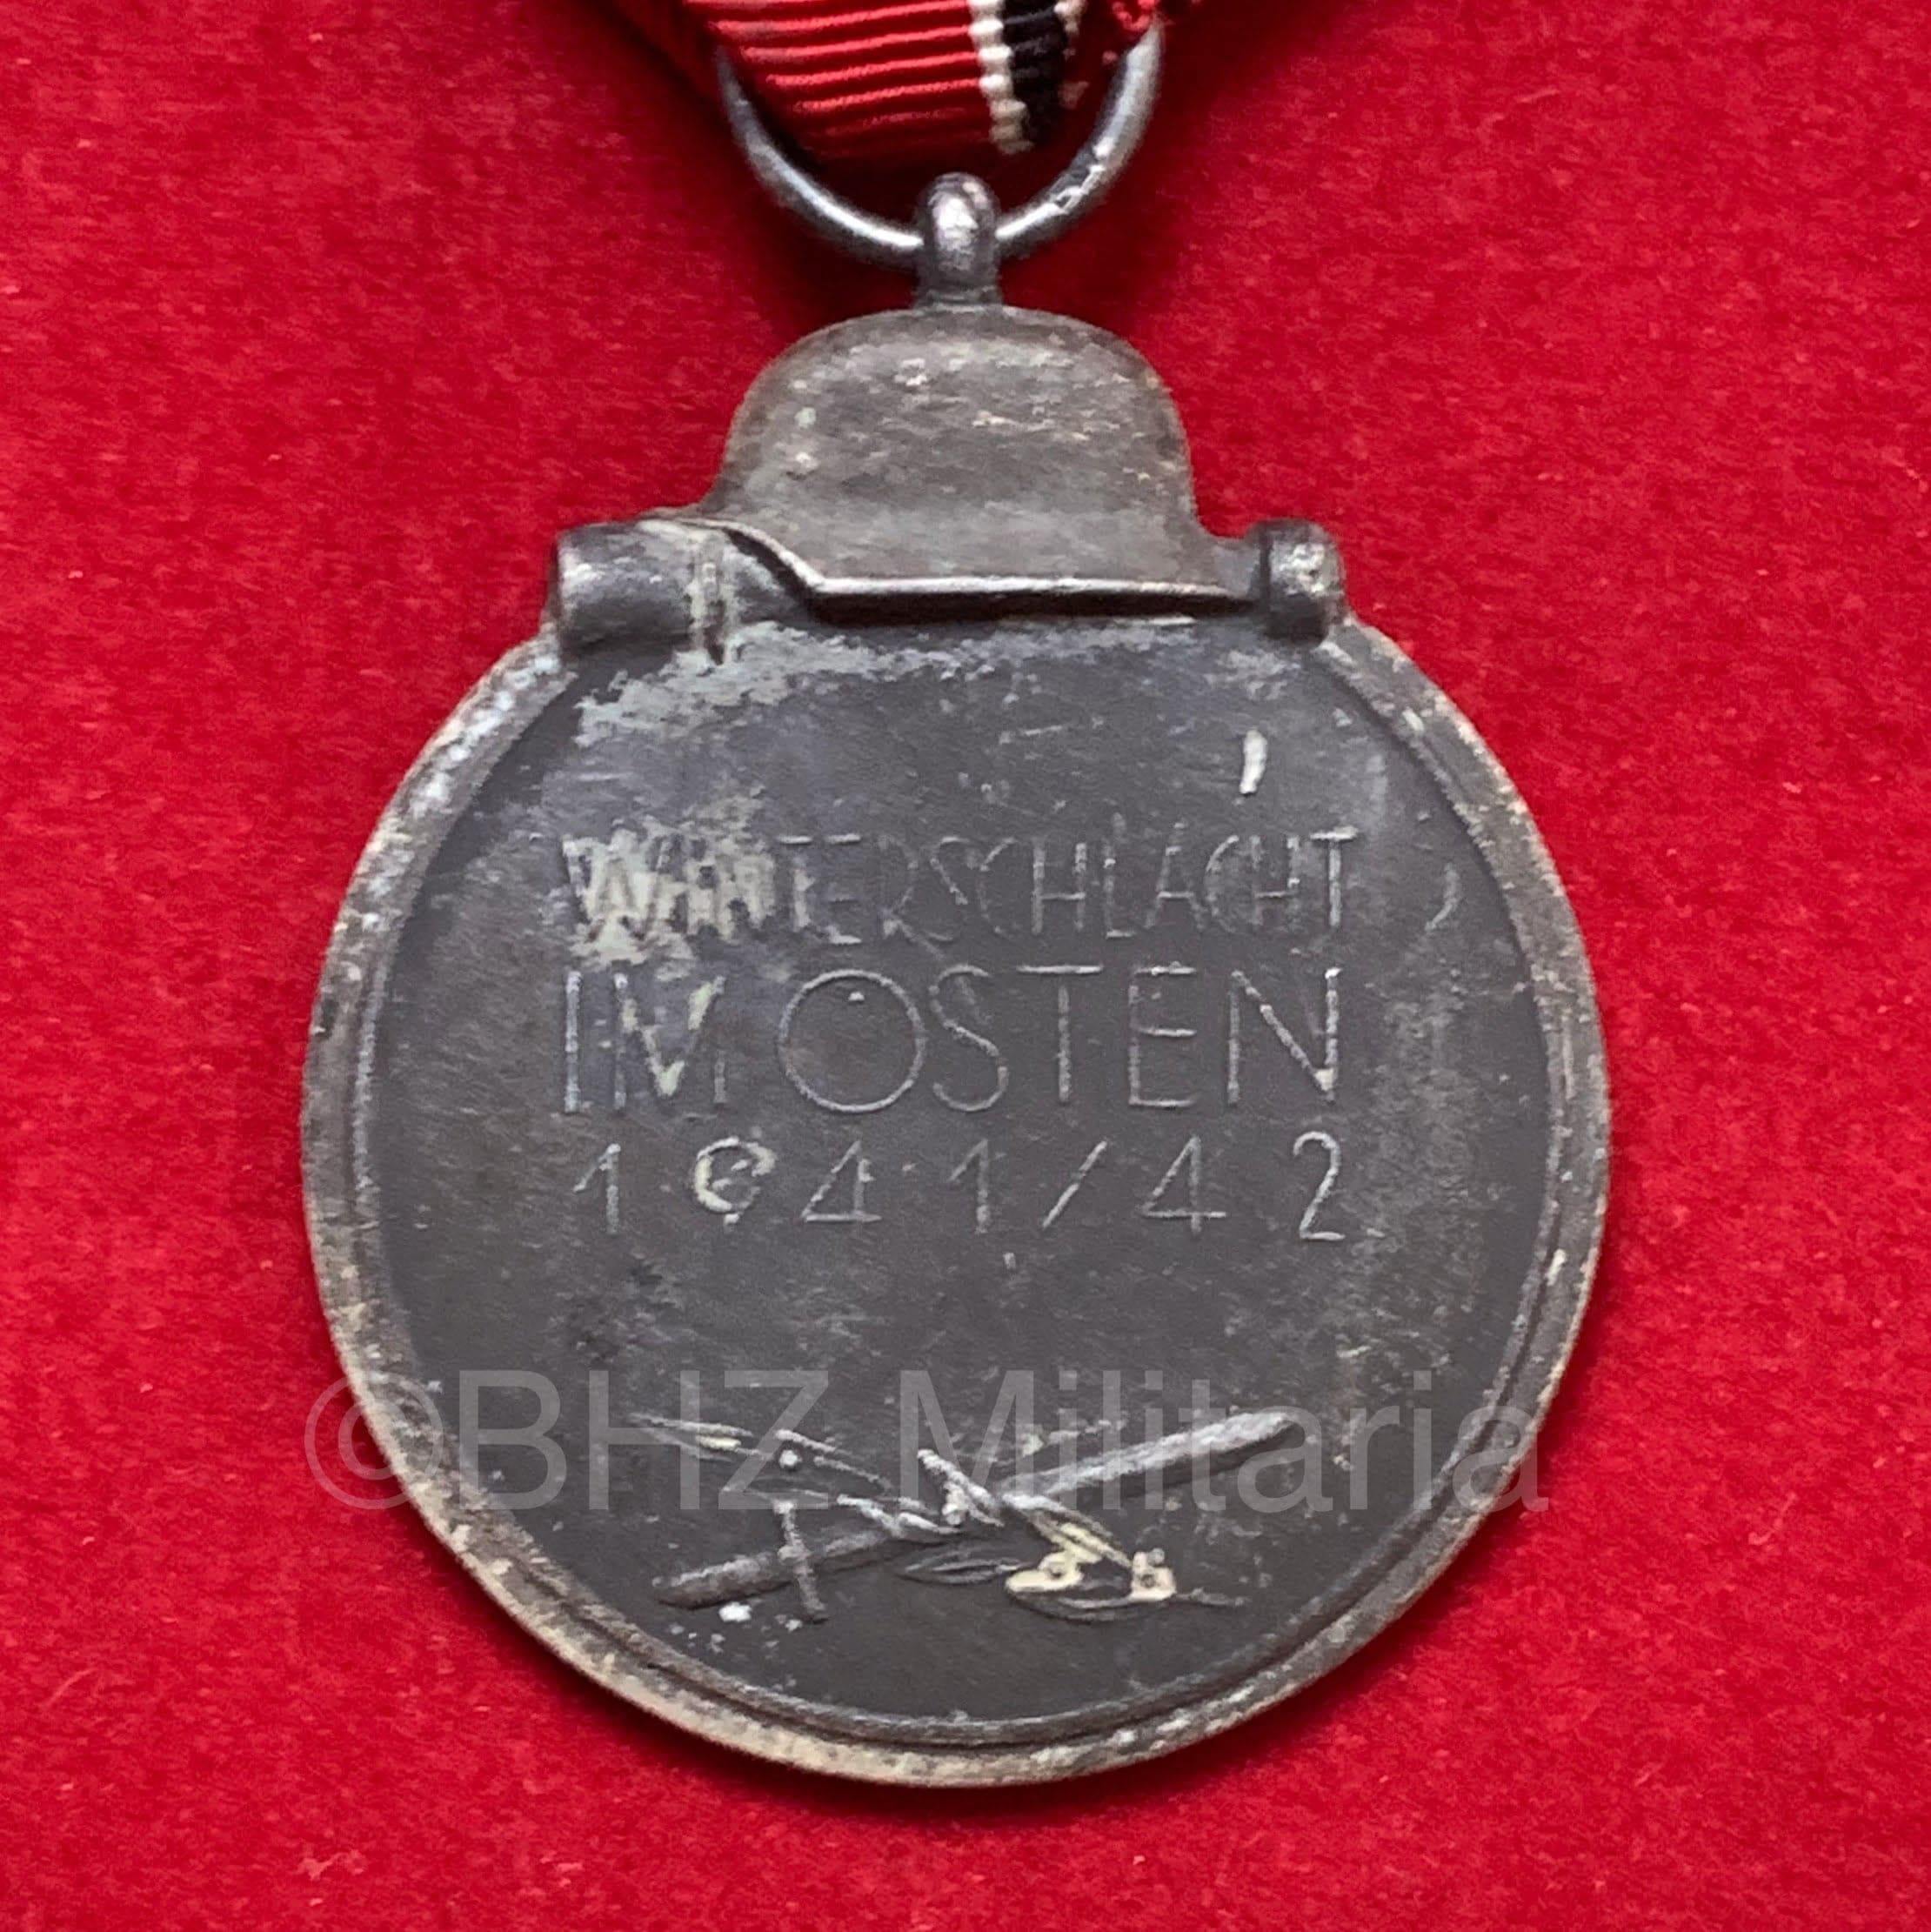 WINTERSCHLACHT
IM OSTEN
1941/42
©BHZ Militaria